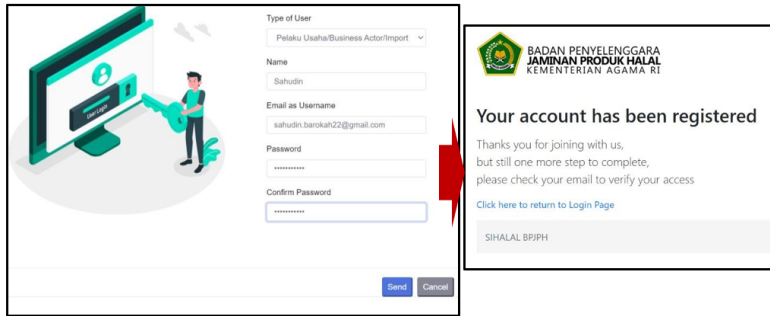 User Login
Type of User
Pelaku Usaha/Business Actor/Import
Name
Sahudin
Email as Username
sahudin.barokah22@gmail.com
Password
Confirm Password
Send Cancel
BADAN PENYELENGGARA
JAMINAN PRODUK HALAL
KEMENTERIAN AGAMA RI
Your account has been registered
Thanks you for joining with us,
but still one more step to complete,
please check your email to verify your access
Click here to return to Login Page
SIHALAL BPJPH